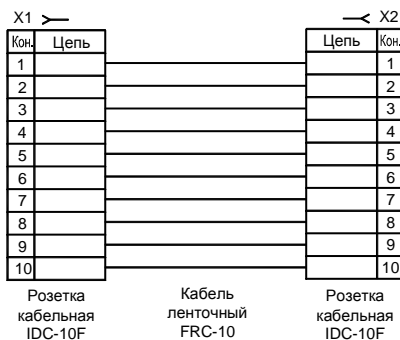 X1 X2
Кон. Цепь Цепь Кон.
1 1
2 2
3 3
4 4
5 5
6 6
7 7
8 8
9 9
10 10
Розетка Кабель Розетка
кабельная ленточный кабельная
IDC-10F FRC-10 IDC-10F